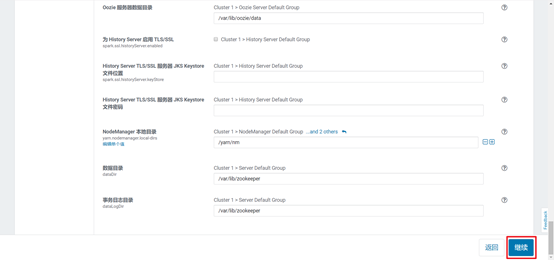 Oozie 服务器数据目录
Cluster 1 > Oozie Server Default Group
/var/lib/oozie/data
为 History Server 启用 TLS/SSL
spark.ssl.historyServer.enabled
Cluster 1 > History Server Default Group
History Server TLS/SSL 服务器 JKS Keystore
文件位置
spark.ssl.historyServer.keyStore
Cluster 1 > History Server Default Group
History Server TLS/SSL 服务器 JKS Keystore
文件密码
Cluster 1 > History Server Default Group
NodeManager 本地目录
yarn.nodemanager.local-dirs
编辑单个值
Cluster 1 > NodeManager Default Group ...and 2 others
/yarn/nm
数据目录
dataDir
Cluster 1 > Server Default Group
/var/lib/zookeeper
事务日志目录
dataLogDir
Cluster 1 > Server Default Group
/var/lib/zookeeper
Feedback
返回
继续